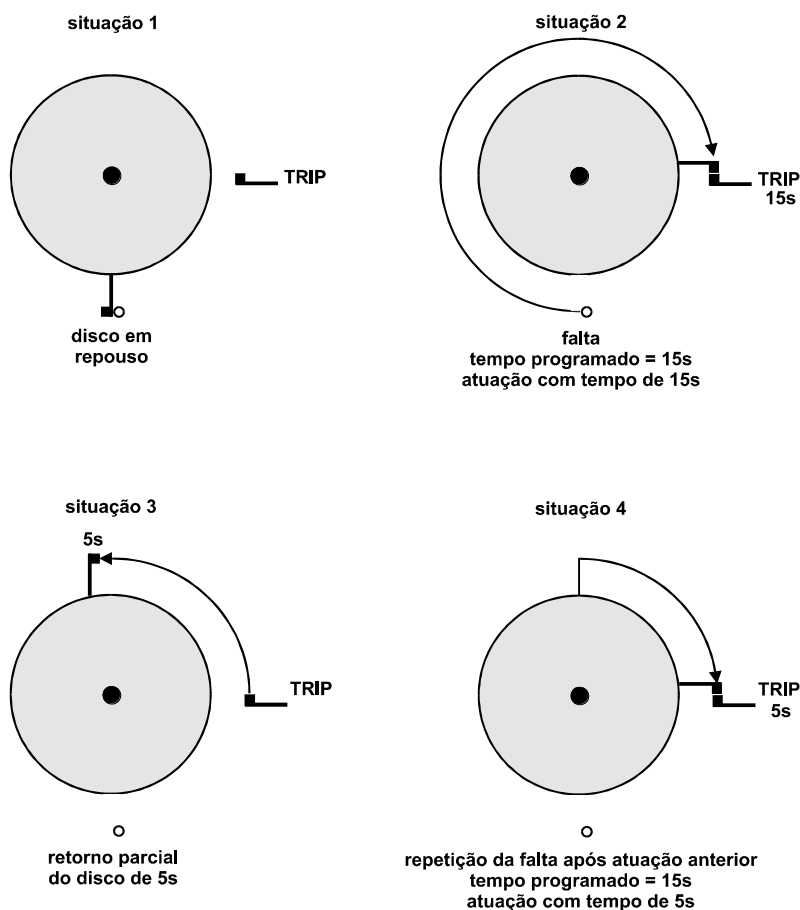 situação 1
TRIP
disco em
repouso
situação 2
TRIP
15s
falta
tempo programado = 15s
atuação com tempo de 15s
situação 3
5s
TRIP
retorno parcial
do disco de 5s
situação 4
TRIP
5s
repetição da falta após atuação anterior
tempo programado = 15s
atuação com tempo de 5s